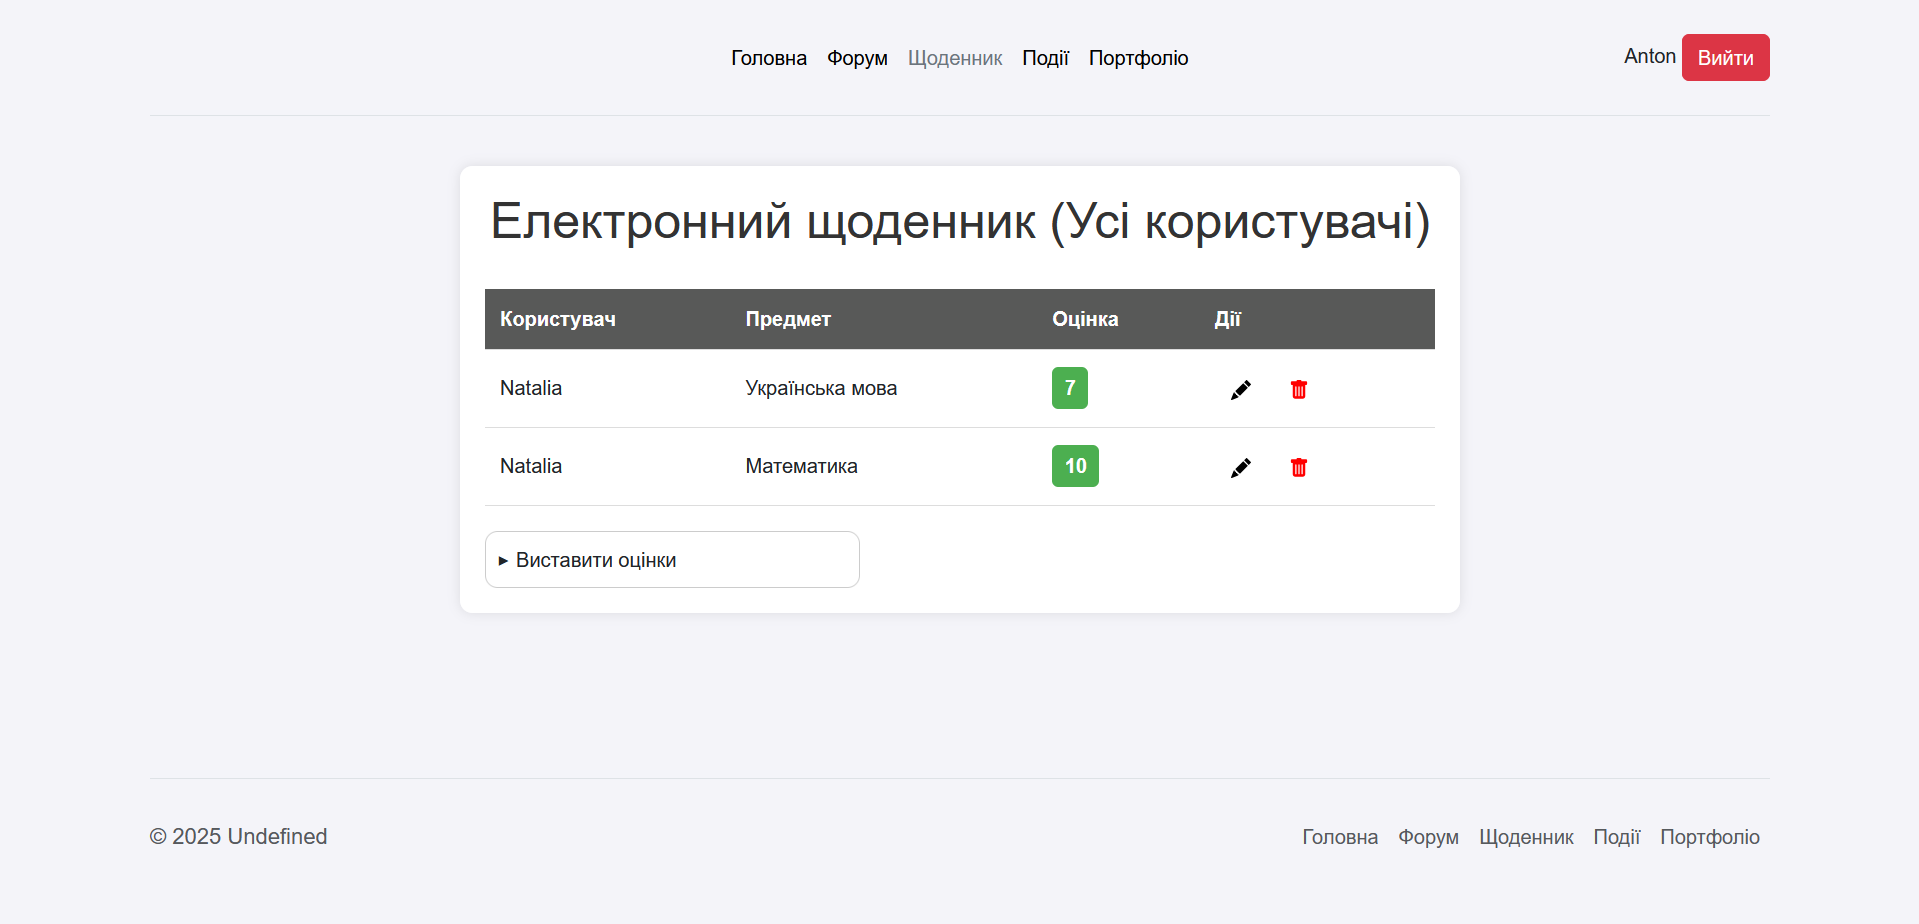 Головна Форум Щоденник Події Портфоліо Anton Вийти
Електронний щоденник (Усі користувачі)
Користувач Предмет Оцінка Дії
Natalia Українська мова 7
Natalia Математика 10
▸ Виставити оцінки
© 2025 Undefined Головна Форум Щоденник Події Портфоліо